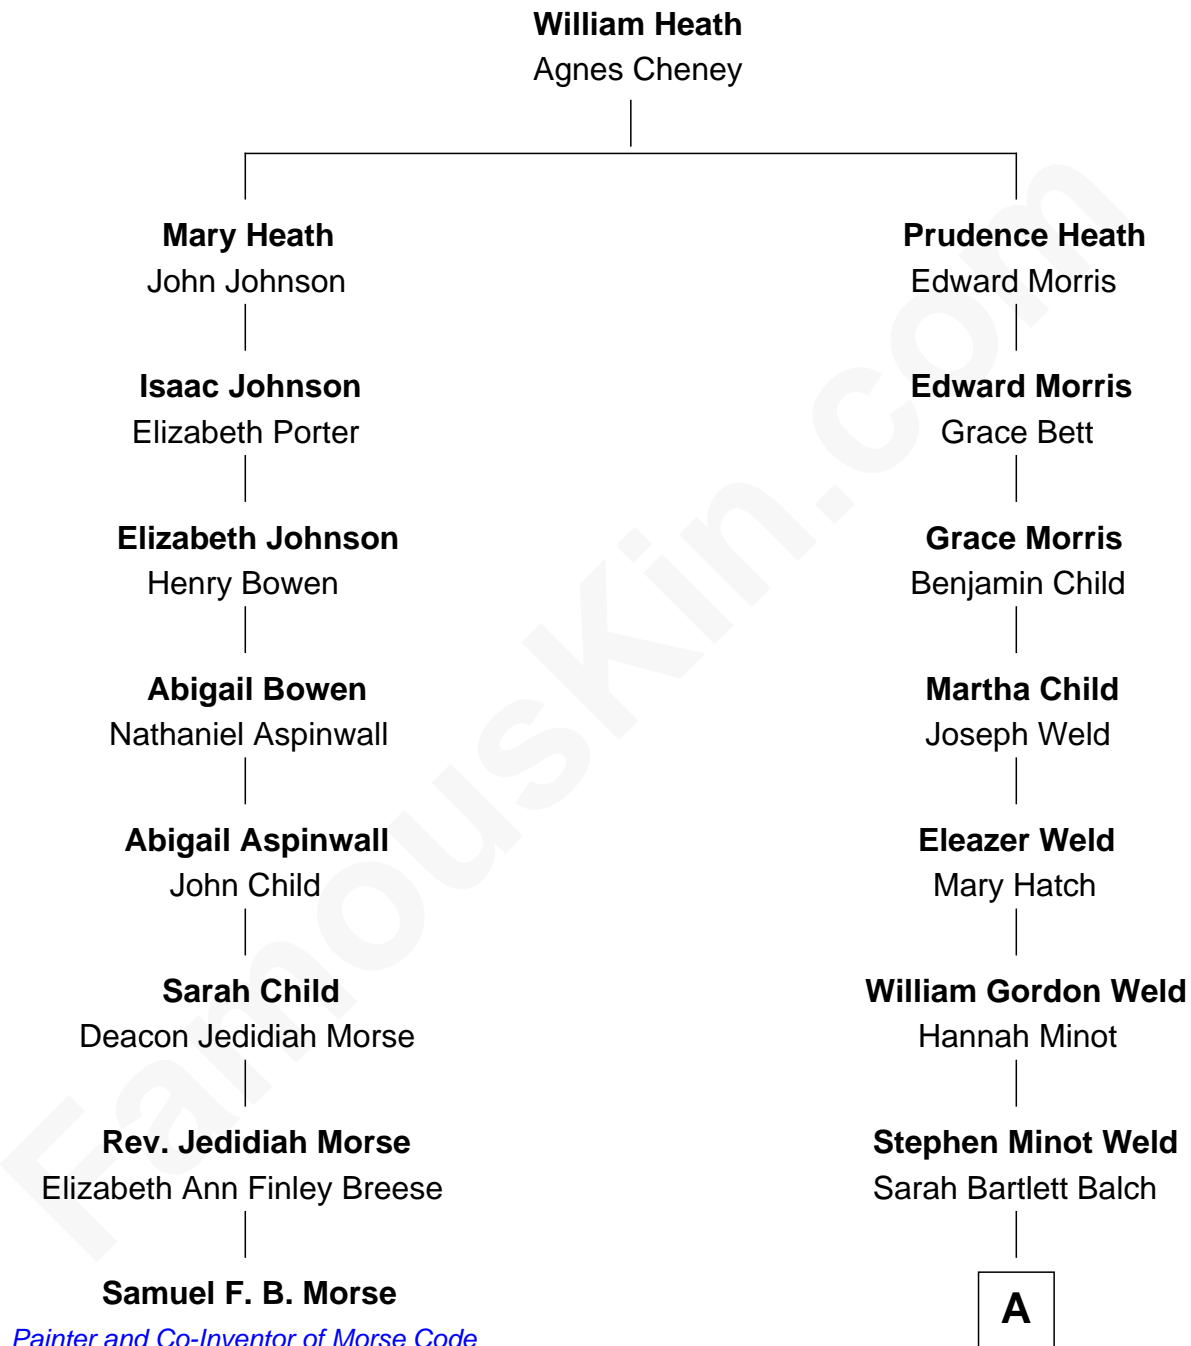 William Heath
Agnes Cheney
Mary Heath
John Johnson
Isaac Johnson
Elizabeth Porter
Elizabeth Johnson
Henry Bowen
Abigail Bowen
Nathaniel Aspinwall
Abigail Aspinwall
John Child
Sarah Child
Deacon Jedidiah Morse
Rev. Jedidiah Morse
Elizabeth Ann Finley Breese
Samuel F. B. Morse
Painter and Co-Inventor of Morse Code
Prudence Heath
Edward Morris
Edward Morris
Grace Bett
Grace Morris
Benjamin Child
Martha Child
Joseph Weld
Eleazer Weld
Mary Hatch
William Gordon Weld
Hannah Minot
Stephen Minot Weld
Sarah Bartlett Balch
A
FamousKin.com